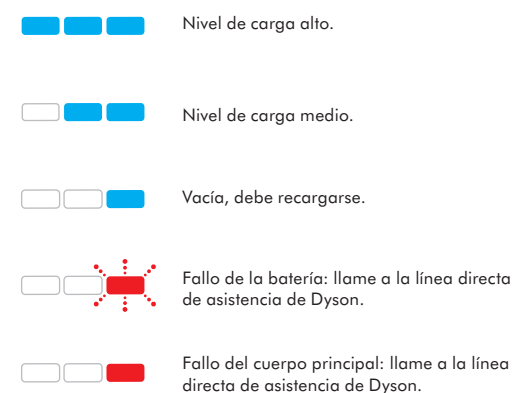 Nivel de carga alto.
Nivel de carga medio.
Vacía, debe recargarse.
Fallo de la batería: llame a la línea directa
de asistencia de Dyson.
Fallo del cuerpo principal: llame a la línea
directa de asistencia de Dyson.